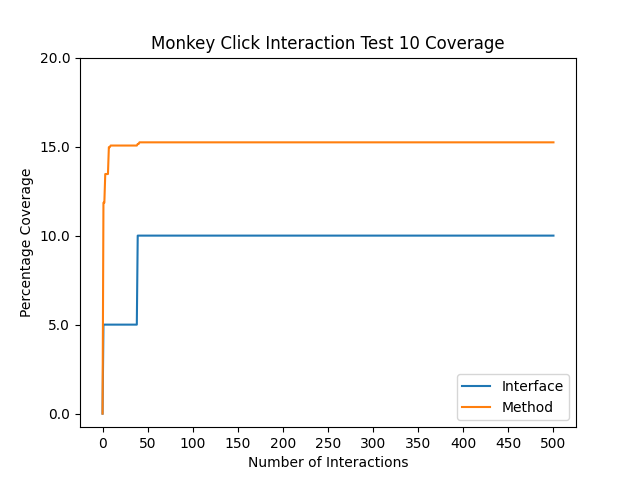 Monkey Click Interaction Test 10 Coverage
20.0
15.0
10.0
5.0
0.0
Percentage Coverage
0 50 100 150 200 250 300 350 400 450 500
Number of Interactions
Interface
Method